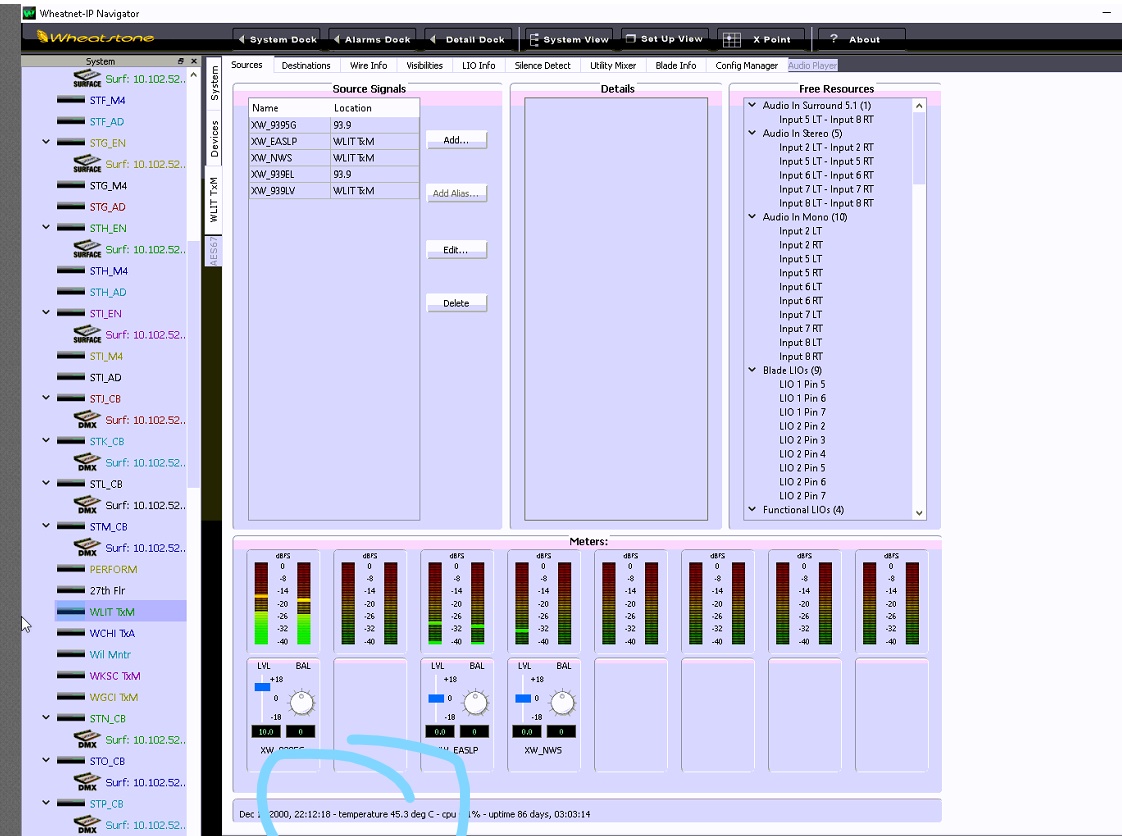 Wheatnet-IP Navigator
Wheatstone
System Dock
Alarms Dock
Detail Dock
System View
Set Up View
X Point
? About
System
Surf: 10.102.52..
SURFACE
STF_M4
STF_AD
STG_EN
Surf: 10.102.52..
SURFACE
STG_M4
STG_AD
STH_EN
Surf: 10.102.52..
SURFACE
STH_M4
STH_AD
STI_EN
Surf: 10.102.52..
SURFACE
STI_M4
STI_AD
STJ_CB
Surf: 10.102.52..
DMX
STK_CB
Surf: 10.102.52..
DMX
STL_CB
Surf: 10.102.52..
DMX
STM_CB
Surf: 10.102.52..
DMX
PERFORM
27th Flr
WLIT TxM
WCHI TxA
Wil Mntr
WKSC TxM
WGCI TxM
STN_CB
Surf: 10.102.52..
DMX
STO_CB
Surf: 10.102.52..
DMX
STP_CB
Surf: 10.102.52..
DMX
System
Devices
WLIT TxM
AES67
Sources
Destinations
Wire Info
Visibilities
LIO Info
Silence Detect
Utility Mixer
Blade Info
Config Manager
Audio Player
Source Signals
Name Location
XW_9395G 93.9
XW_EASLP WLIT TxM
XW_NWS WLIT TxM
XW_939EL 93.9
XW_939LV WLIT TxM
Add...
Add Alias...
Edit...
Delete
Details
Free Resources
Audio In Surround 5.1 (1)
Input 5 LT - Input 8 RT
Audio In Stereo (5)
Input 2 LT - Input 2 RT
Input 5 LT - Input 5 RT
Input 6 LT - Input 6 RT
Input 7 LT - Input 7 RT
Input 8 LT - Input 8 RT
Audio In Mono (10)
Input 2 LT
Input 2 RT
Input 5 LT
Input 5 RT
Input 6 LT
Input 6 RT
Input 7 LT
Input 7 RT
Input 8 LT
Input 8 RT
Blade LIOs (9)
LIO 1 Pin 5
LIO 1 Pin 6
LIO 1 Pin 7
LIO 2 Pin 2
LIO 2 Pin 3
LIO 2 Pin 4
LIO 2 Pin 5
LIO 2 Pin 6
LIO 2 Pin 7
Functional LIOs (4)
Meters:
dBFS dBFS dBFS dBFS dBFS dBFS dBFS dBFS
0 0 0 0 0 0 0 0
-8 -8 -8 -8 -8 -8 -8 -8
-14 -14 -14 -14 -14 -14 -14 -14
-20 -20 -20 -20 -20 -20 -20 -20
-26 -26 -26 -26 -26 -26 -26 -26
-32 -32 -32 -32 -32 -32 -32 -32
-40 -40 -40 -40 -40 -40 -40 -40
LVL BAL LVL BAL LVL BAL
+18 +18 +18
0 0 0
-18 -18 -18
10.0 0 0.0 0 0.0 0
XW_9395G XW_EASLP XW_NWS
Dec 2000, 22:12:18 - temperature 45.3 deg C - cpu 1% - uptime 86 days, 03:03:14